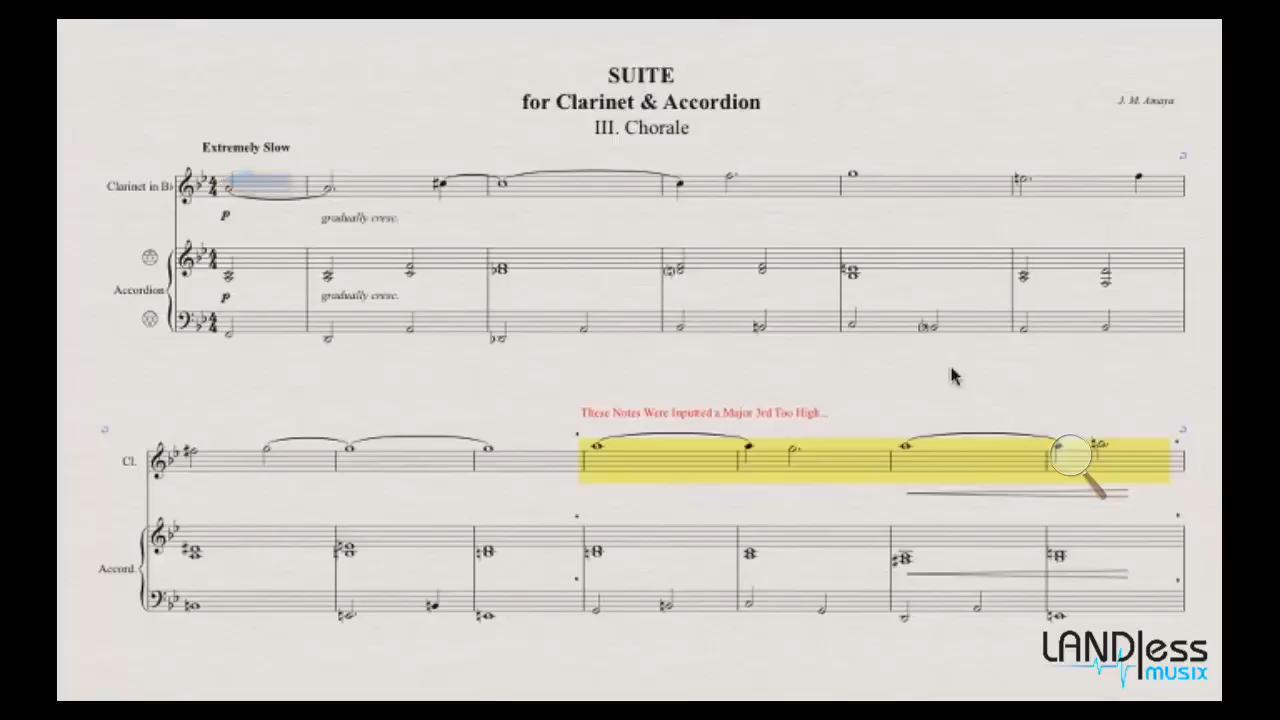 SUITE
for Clarinet & Accordion
J. M. Amaya
III. Chorale
Extremely Slow
Clarinet in B♭
p
gradually cresc.
Accordion
p
gradually cresc.
These Notes Were Inputted a Major 3rd Too High...
Cl.
Accord.
LANDless
musix